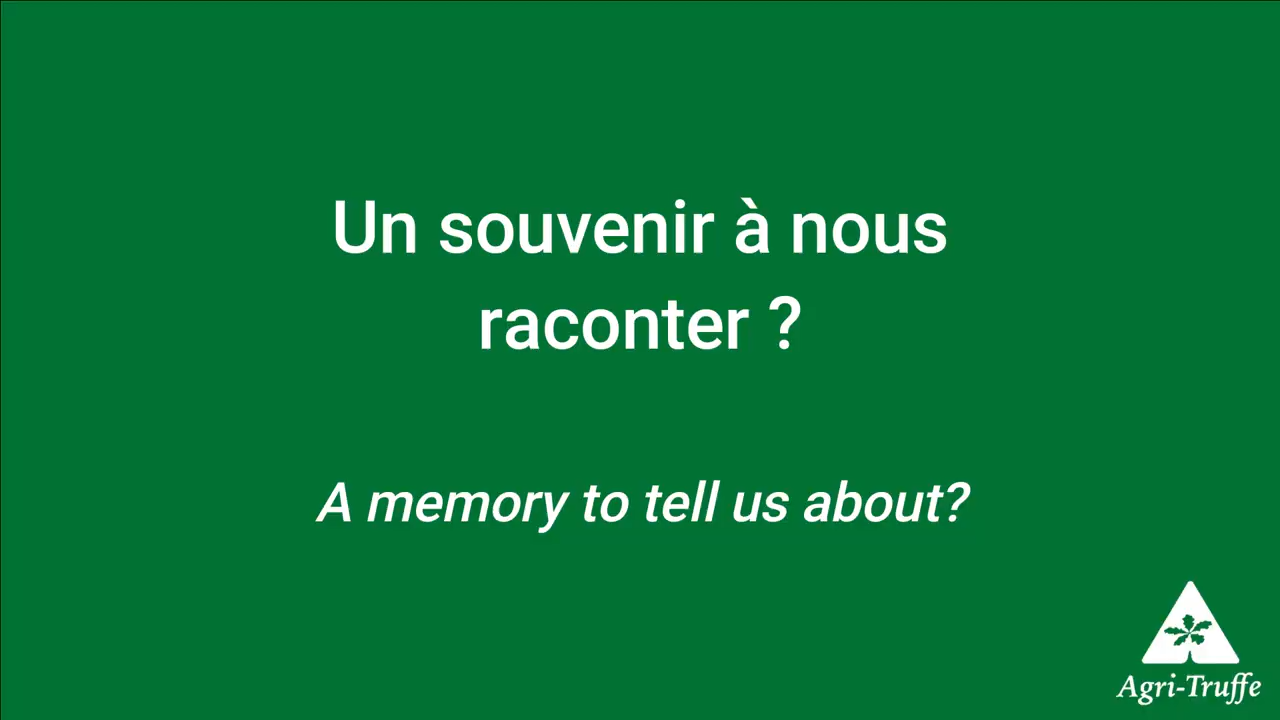 Un souvenir à nous
raconter ?
A memory to tell us about?
Agri-Truffe